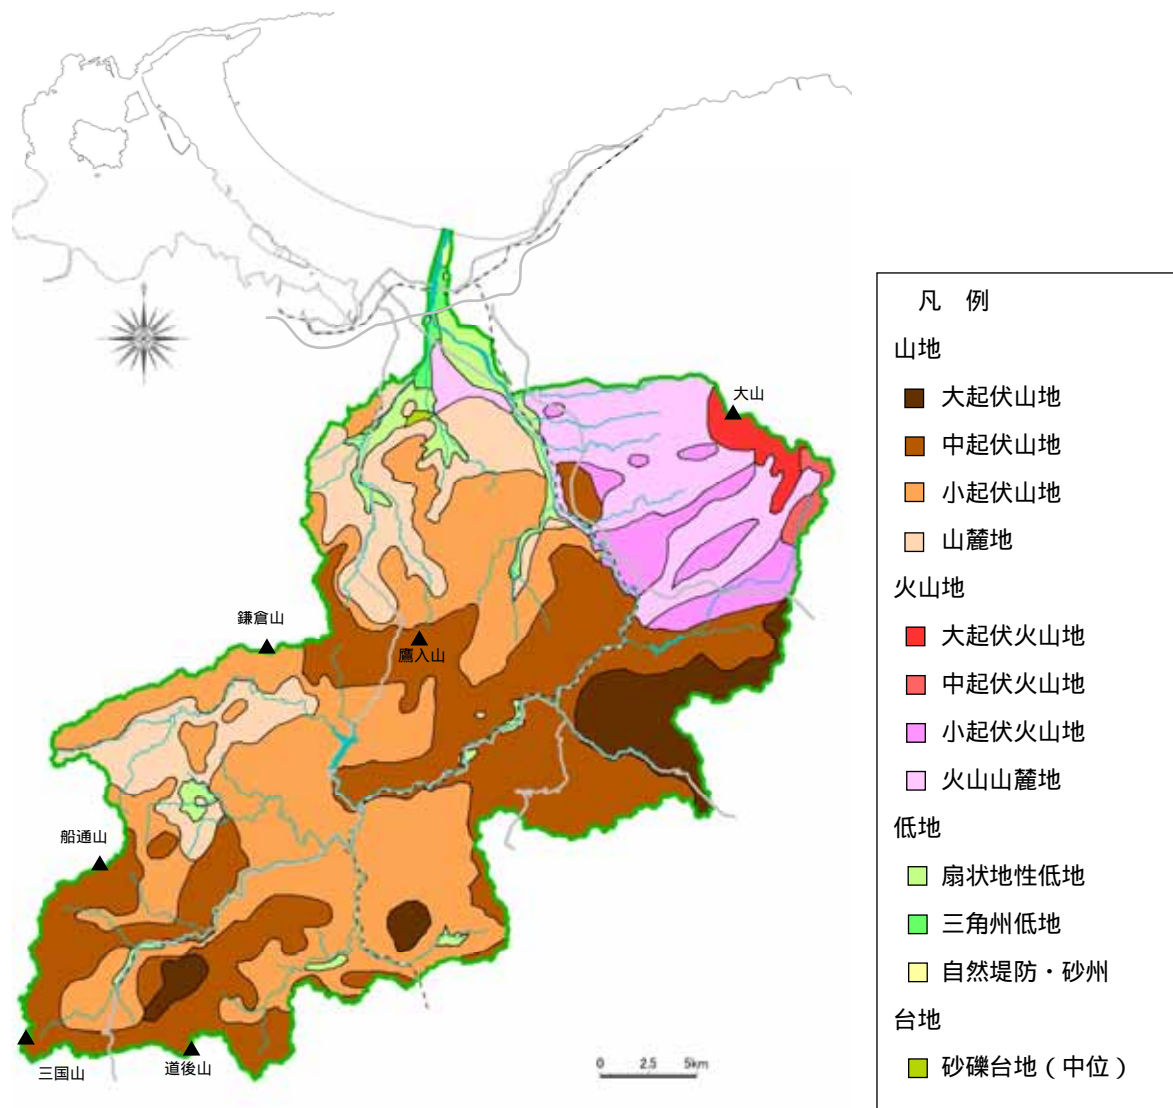 大山
鎌倉山
鷹入山
船通山
三国山
道後山
0 2.5 5km
凡 例
山地
大起伏山地
中起伏山地
小起伏山地
山麓地
火山地
大起伏火山地
中起伏火山地
小起伏火山地
火山山麓地
低地
扇状地性低地
三角州低地
自然堤防・砂州
台地
砂礫台地（中位）